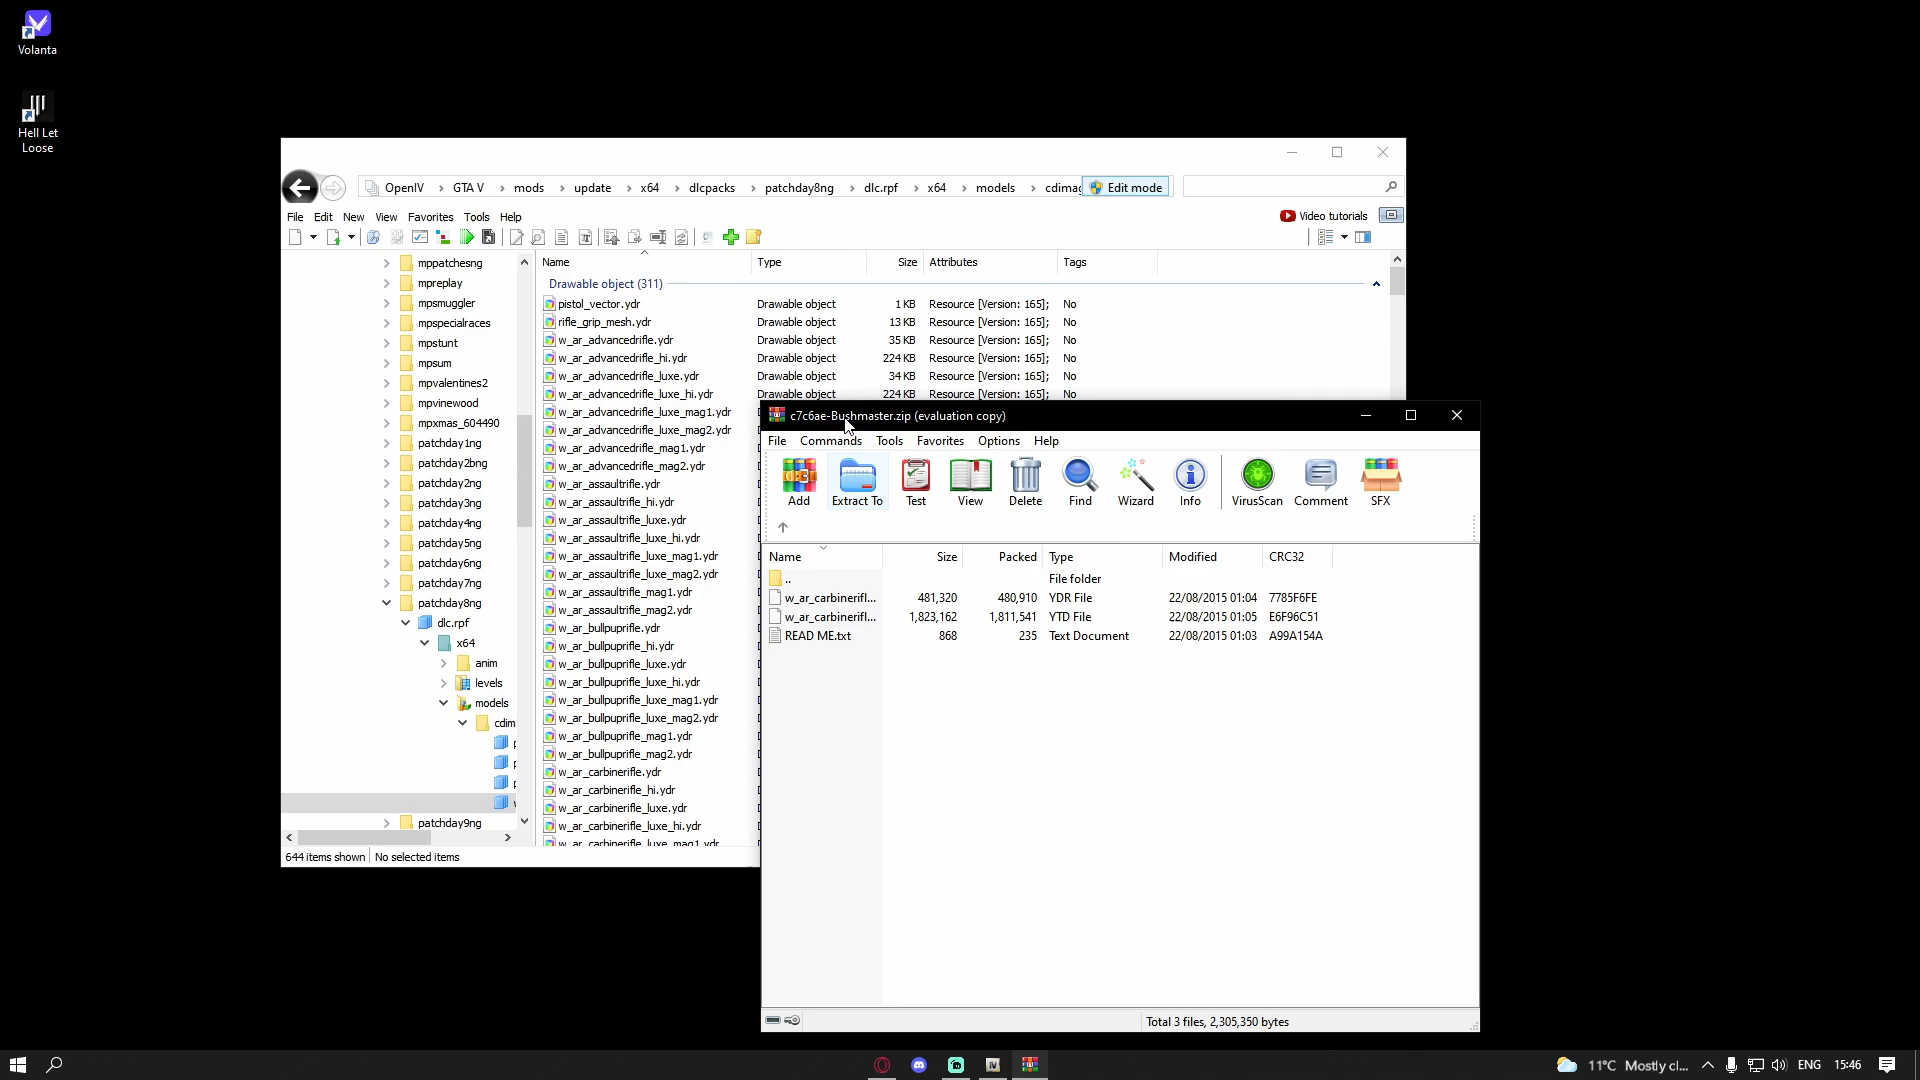 Volanta
Hell Let
Loose
OpenIV
GTA V
mods
update
x64
dlcpacks
patchday8ng
dlc.rpf
x64
models
cdimag
Edit mode
File
Edit
New
View
Favorites
Tools
Help
Video tutorials
mppatchesng
mpreplay
mpsmuggler
mpspecialraces
mpstunt
mpsum
mpvalentines2
mpvinewood
mpxmas_604490
patchday1ng
patchday2bng
patchday2ng
patchday3ng
patchday4ng
patchday5ng
patchday6ng
patchday7ng
patchday8ng
dlc.rpf
x64
anim
levels
models
cdim
patchday9ng
644 items shown
No selected items
Name Type Size Attributes Tags
Drawable object (311)
pistol_vector.ydr Drawable object 1 KB Resource [Version: 165]; No
rifle_grip_mesh.ydr Drawable object 13 KB Resource [Version: 165]; No
w_ar_advancedrifle.ydr Drawable object 35 KB Resource [Version: 165]; No
w_ar_advancedrifle_hi.ydr Drawable object 224 KB Resource [Version: 165]; No
w_ar_advancedrifle_luxe.ydr Drawable object 34 KB Resource [Version: 165]; No
w_ar_advancedrifle_luxe_hi.ydr Drawable object 224 KB Resource [Version: 165]; No
w_ar_advancedrifle_luxe_mag1.ydr
w_ar_advancedrifle_luxe_mag2.ydr
w_ar_advancedrifle_mag1.ydr
w_ar_advancedrifle_mag2.ydr
w_ar_assaultrifle.ydr
w_ar_assaultrifle_hi.ydr
w_ar_assaultrifle_luxe.ydr
w_ar_assaultrifle_luxe_hi.ydr
w_ar_assaultrifle_luxe_mag1.ydr
w_ar_assaultrifle_luxe_mag2.ydr
w_ar_assaultrifle_mag1.ydr
w_ar_assaultrifle_mag2.ydr
w_ar_bullpuprifle.ydr
w_ar_bullpuprifle_hi.ydr
w_ar_bullpuprifle_luxe.ydr
w_ar_bullpuprifle_luxe_hi.ydr
w_ar_bullpuprifle_luxe_mag1.ydr
w_ar_bullpuprifle_luxe_mag2.ydr
w_ar_bullpuprifle_mag1.ydr
w_ar_bullpuprifle_mag2.ydr
w_ar_carbinerifle.ydr
w_ar_carbinerifle_hi.ydr
w_ar_carbinerifle_luxe.ydr
w_ar_carbinerifle_luxe_hi.ydr
w_ar_carbinerifle_luxe_mag1.ydr
c7c6ae-Bushmaster.zip (evaluation copy)
File Commands Tools Favorites Options Help
Add Extract To Test View Delete Find Wizard Info VirusScan Comment SFX
Name Size Packed Type Modified CRC32
.. File folder
w_ar_carbinerifl... 481,320 480,910 YDR File 22/08/2015 01:04 7785F6FE
w_ar_carbinerifl... 1,823,162 1,811,541 YTD File 22/08/2015 01:05 E6F96C51
READ ME.txt 868 235 Text Document 22/08/2015 01:03 A99A154A
Total 3 files, 2,305,350 bytes
11°C Mostly cl... ENG 15:46